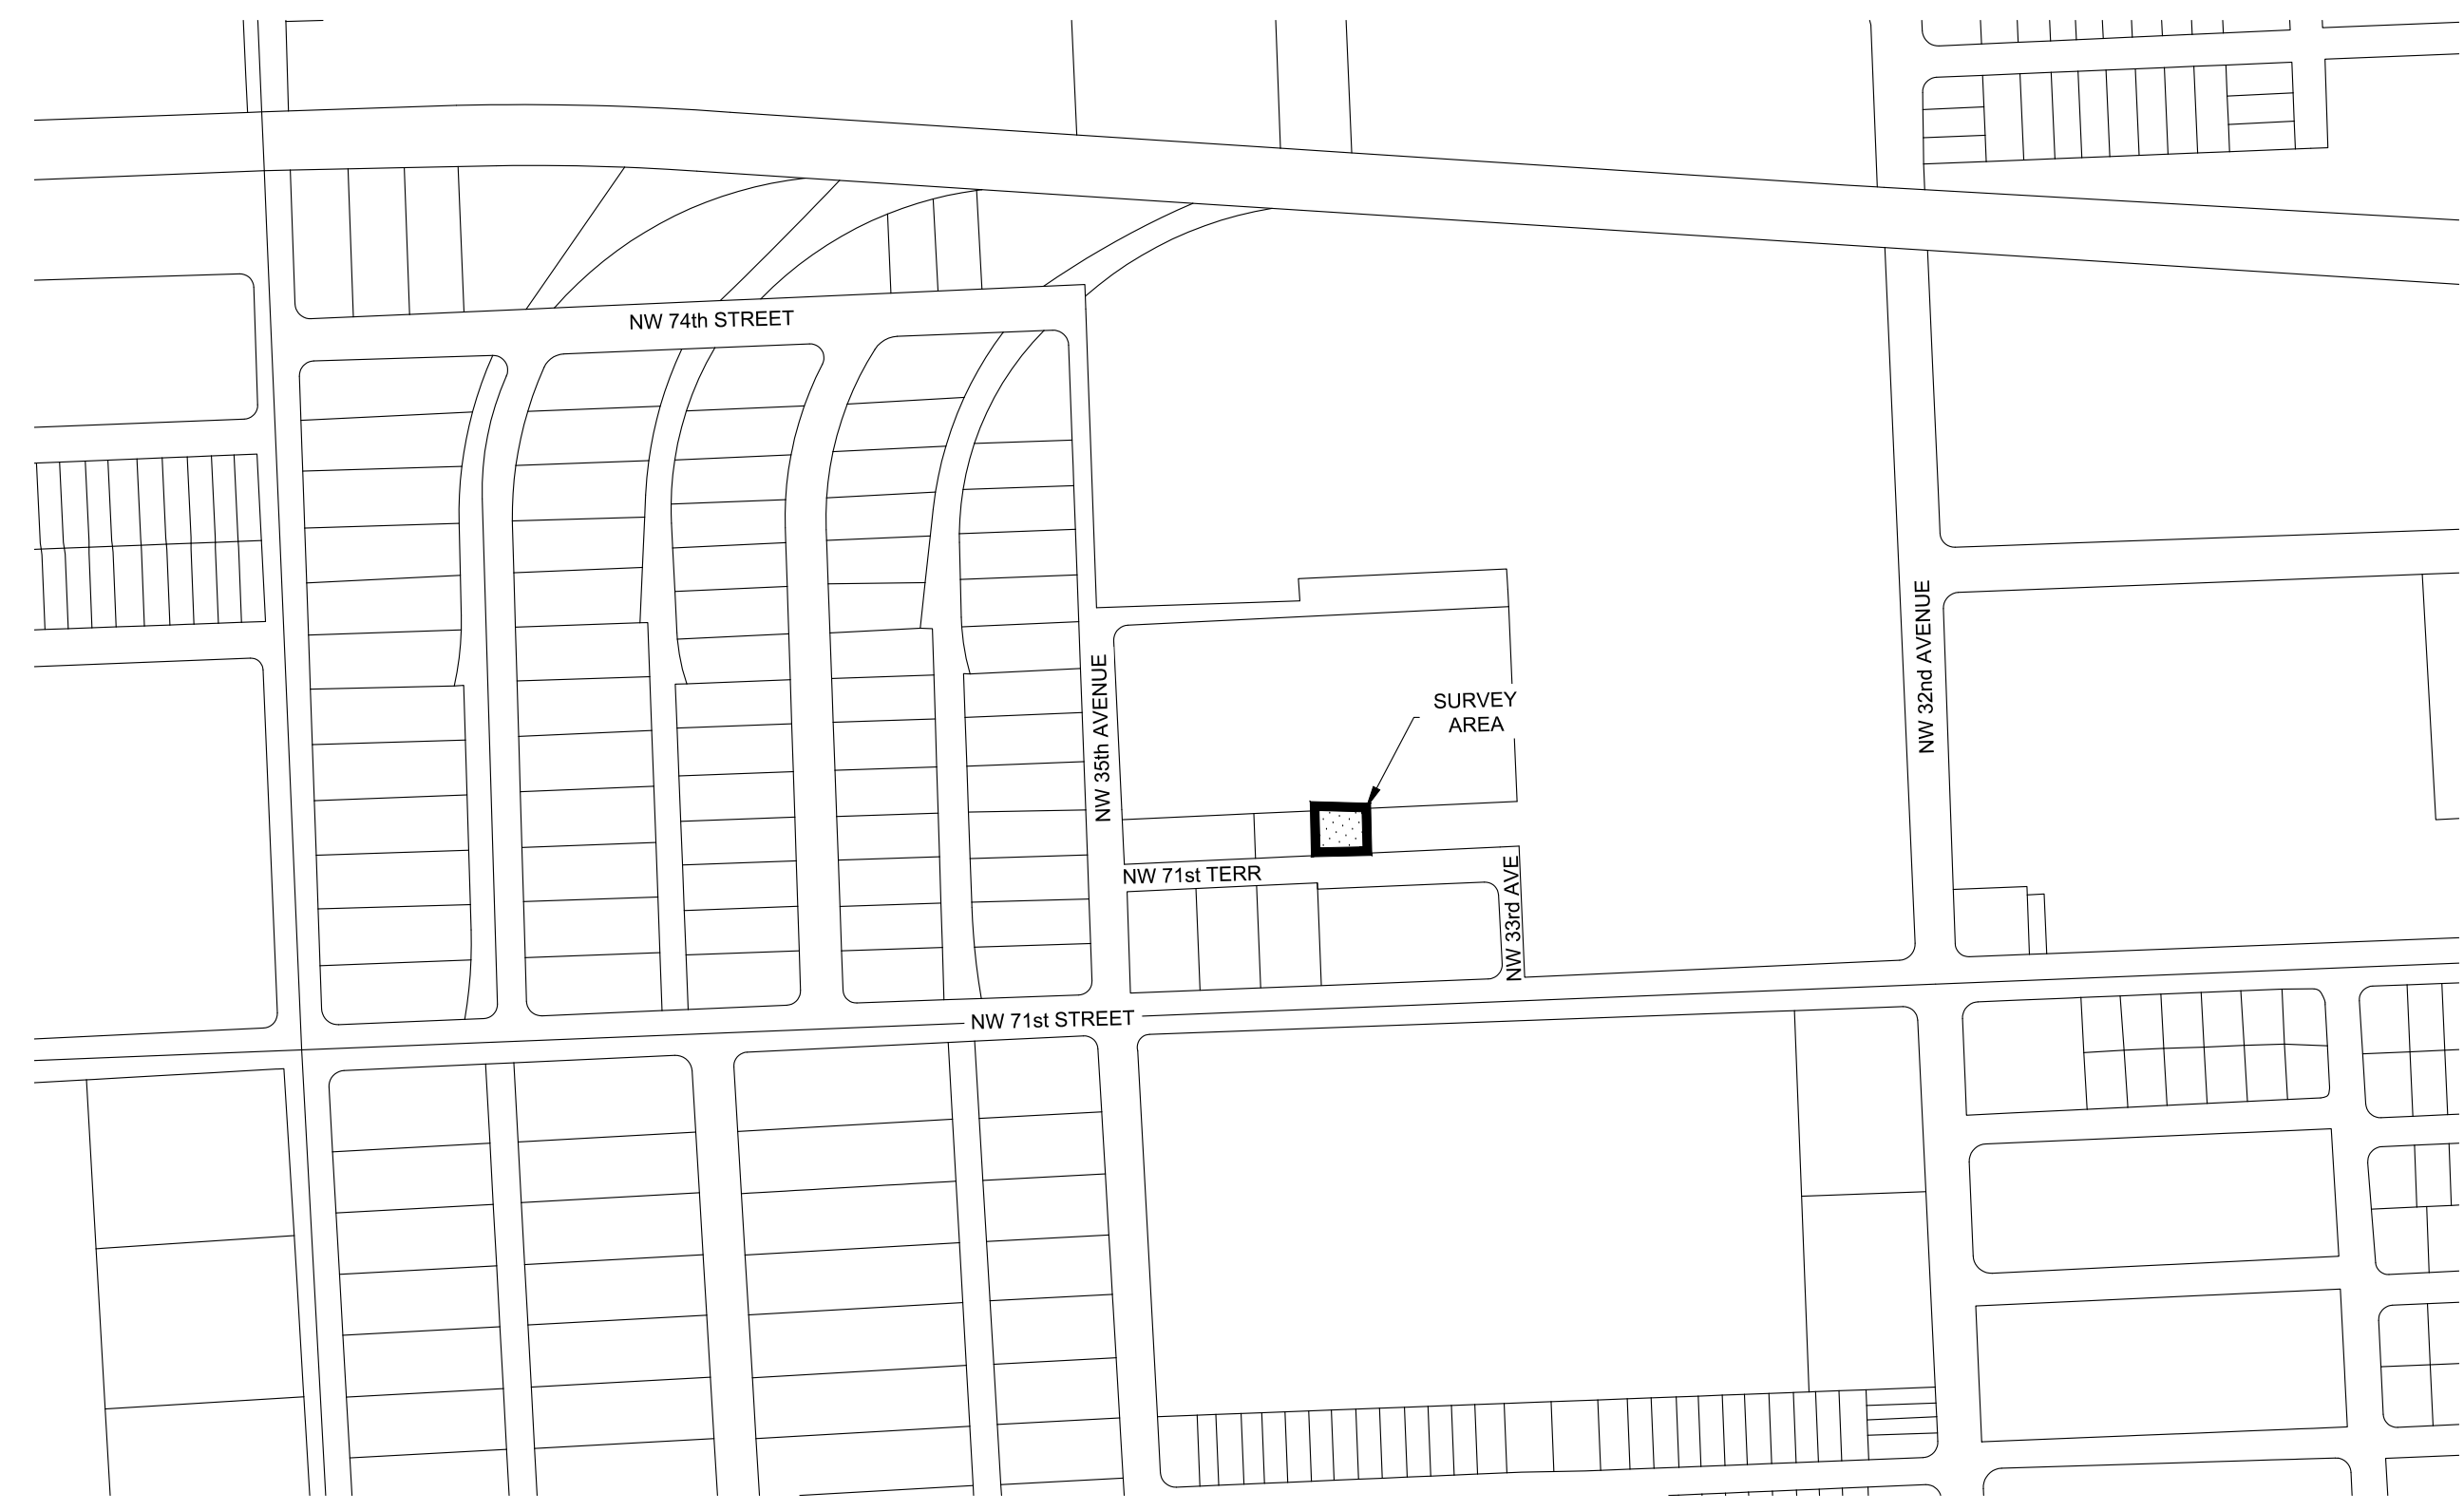 NW 74th STREET
NW 32nd AVENUE
NW 35th AVENUE
SURVEY
AREA
NW 71st TERR
NW 33rd AVE
NW 71st STREET